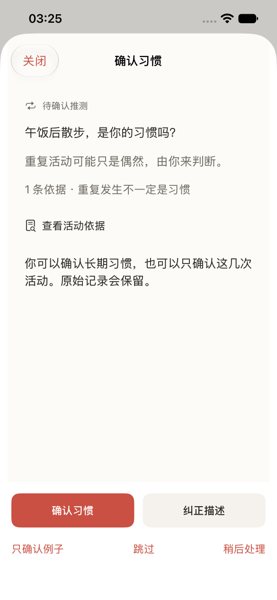 03:25
关闭
确认习惯
待确认推测
午饭后散步，是你的习惯吗？
重复活动可能只是偶然，由你来判断。
1条依据 · 重复发生不一定是习惯
查看活动依据
你可以确认长期习惯，也可以只确认这几次
活动。原始记录会保留。
确认习惯
纠正描述
只确认例子
跳过
稍后处理